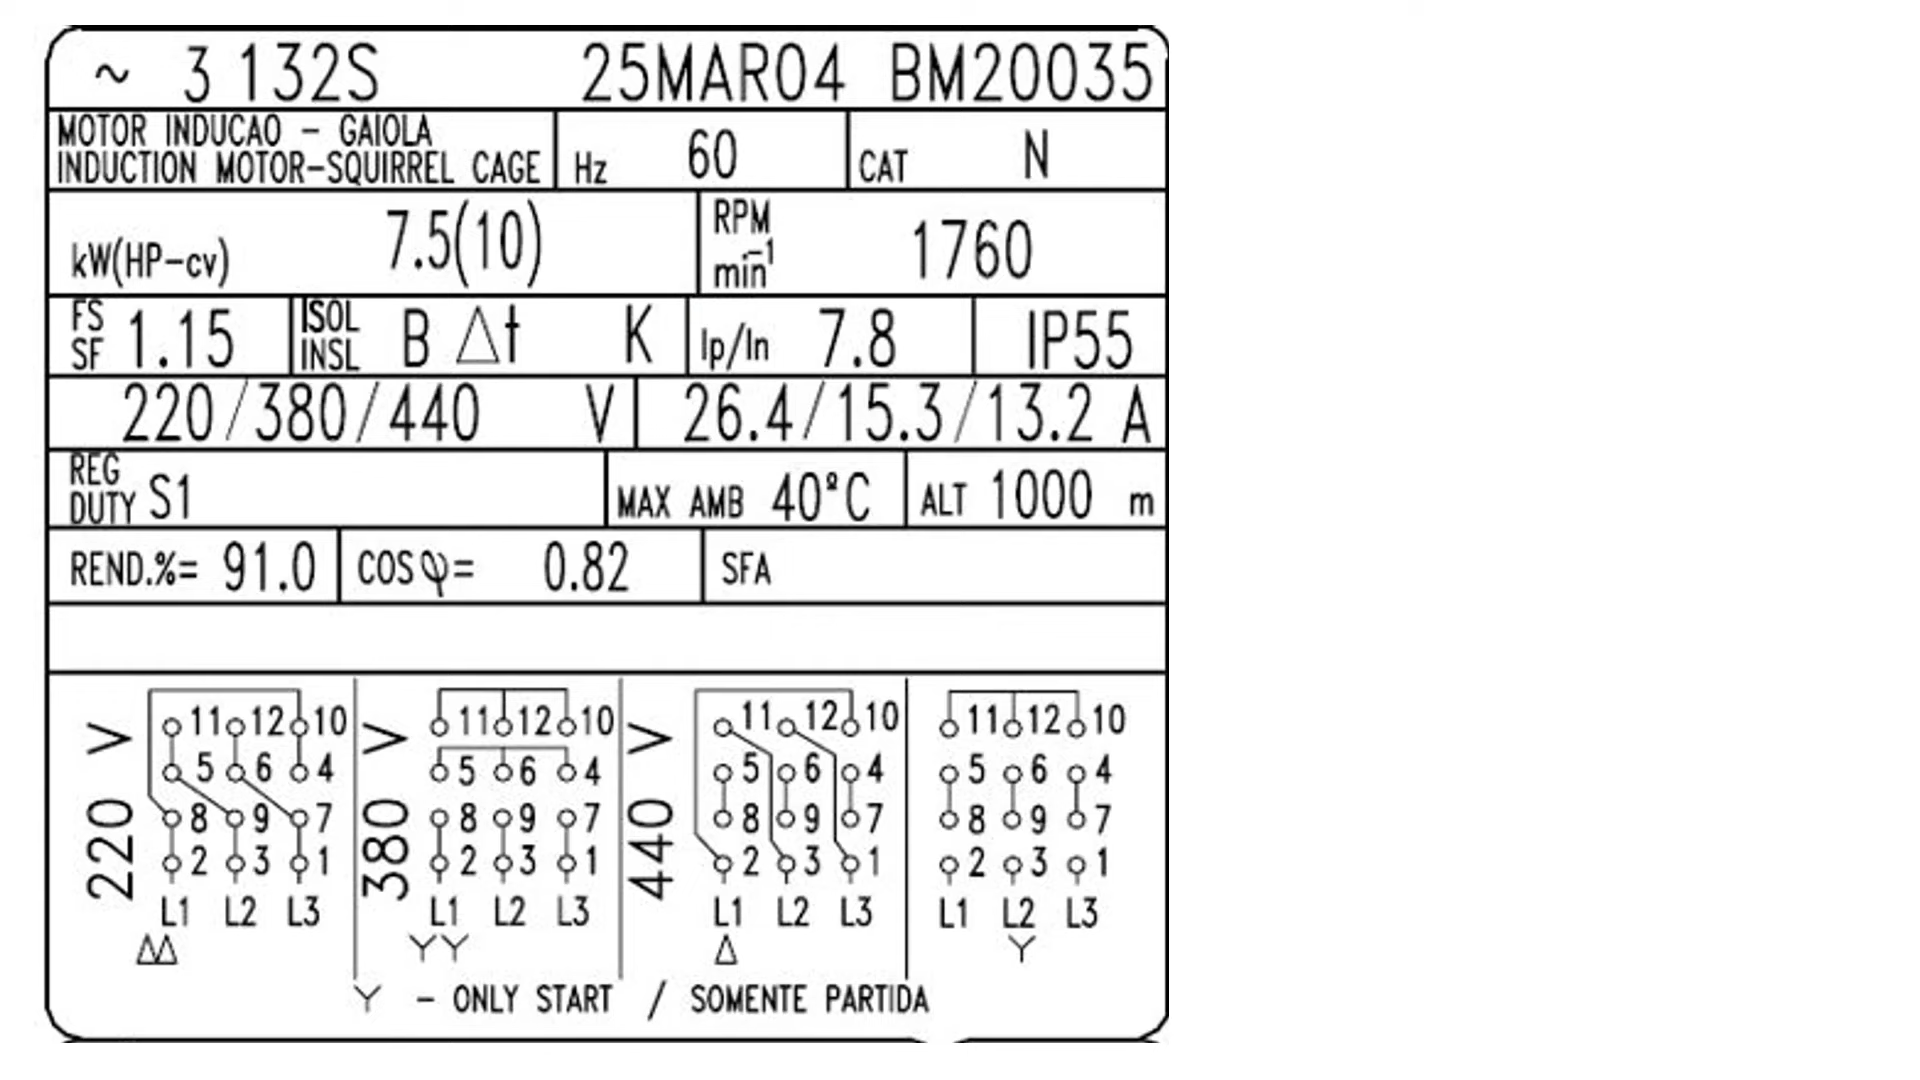 ~ 3 132S 25MAR04 BM20035
MOTOR INDUCAO - GAIOLA
INDUCTION MOTOR-SQUIRREL CAGE Hz 60 CAT N
kW(HP-cv) 7.5(10) RPM min⁻¹ 1760
FS SF 1.15 ISOL INSL B Δt K Ip/In 7.8 IP55
220/380/440 V 26.4/15.3/13.2 A
REG DUTY S1 MAX AMB 40°C ALT 1000 m
REND.%= 91.0 COSφ= 0.82 SFA
220 V
11 12 10
5 6 4
8 9 7
2 3 1
L1 L2 L3
ΔΔ
380 V
11 12 10
5 6 4
8 9 7
2 3 1
L1 L2 L3
YY
440 V
11 12 10
5 6 4
8 9 7
2 3 1
L1 L2 L3
Δ
11 12 10
5 6 4
8 9 7
2 3 1
L1 L2 L3
Y
Y - ONLY START / SOMENTE PARTIDA